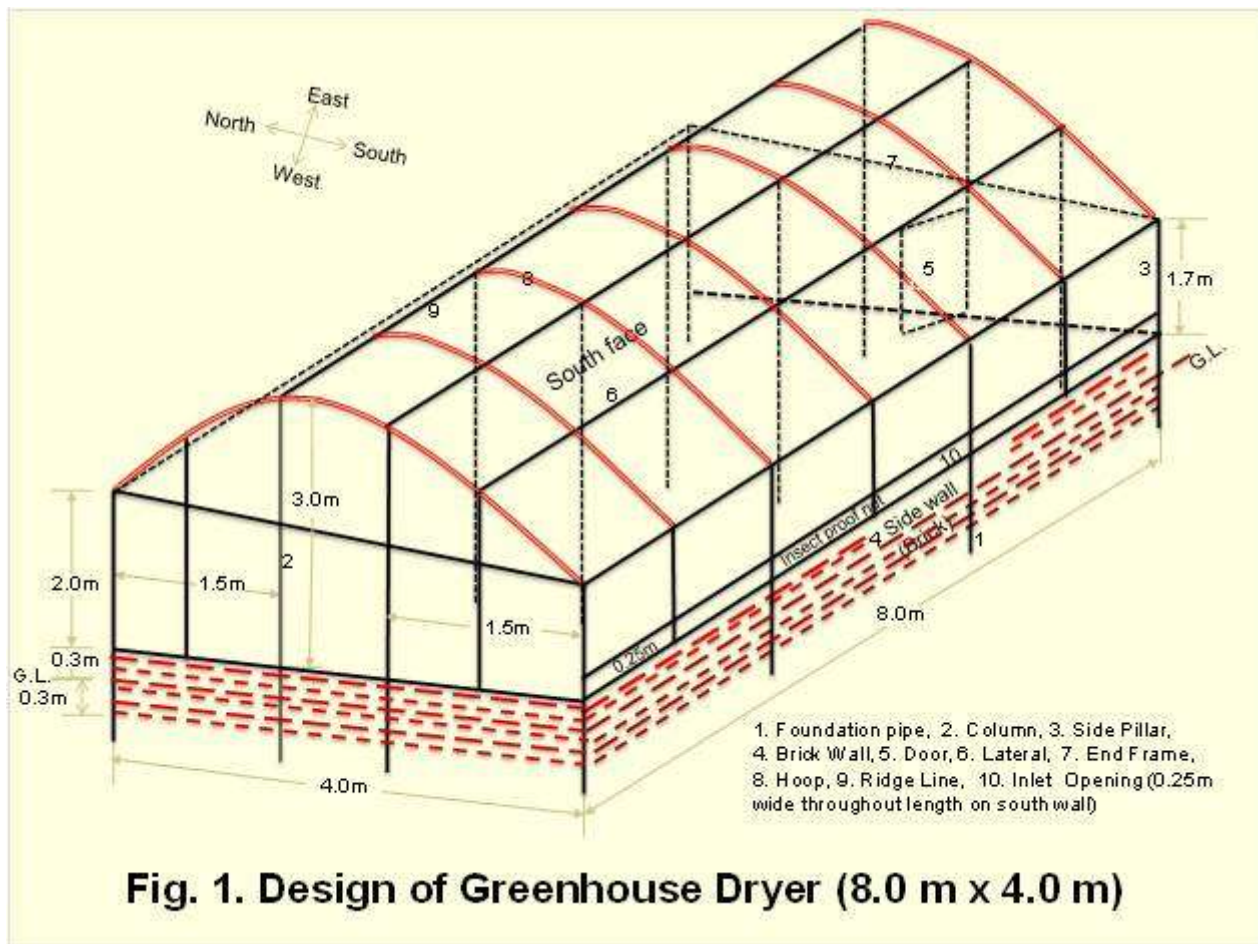 East
North
South
West.
7
5
3
1.7m
8
9
South face
6
G.L.
10
Insect proof net
4 Side wall
(Brick)
1
3.0m
2
2.0m
1.5m
1.5m
8.0m
0.25m
0.3m
G.L.
0.3m
4.0m
1. Foundation pipe, 2. Column, 3. Side Pillar,
4. Brick Wall, 5. Door, 6. Lateral, 7. End Frame,
8. Hoop, 9. Ridge Line, 10. Inlet Opening (0.25m
wide throughout length on south wall)
Fig. 1. Design of Greenhouse Dryer (8.0 m x 4.0 m)